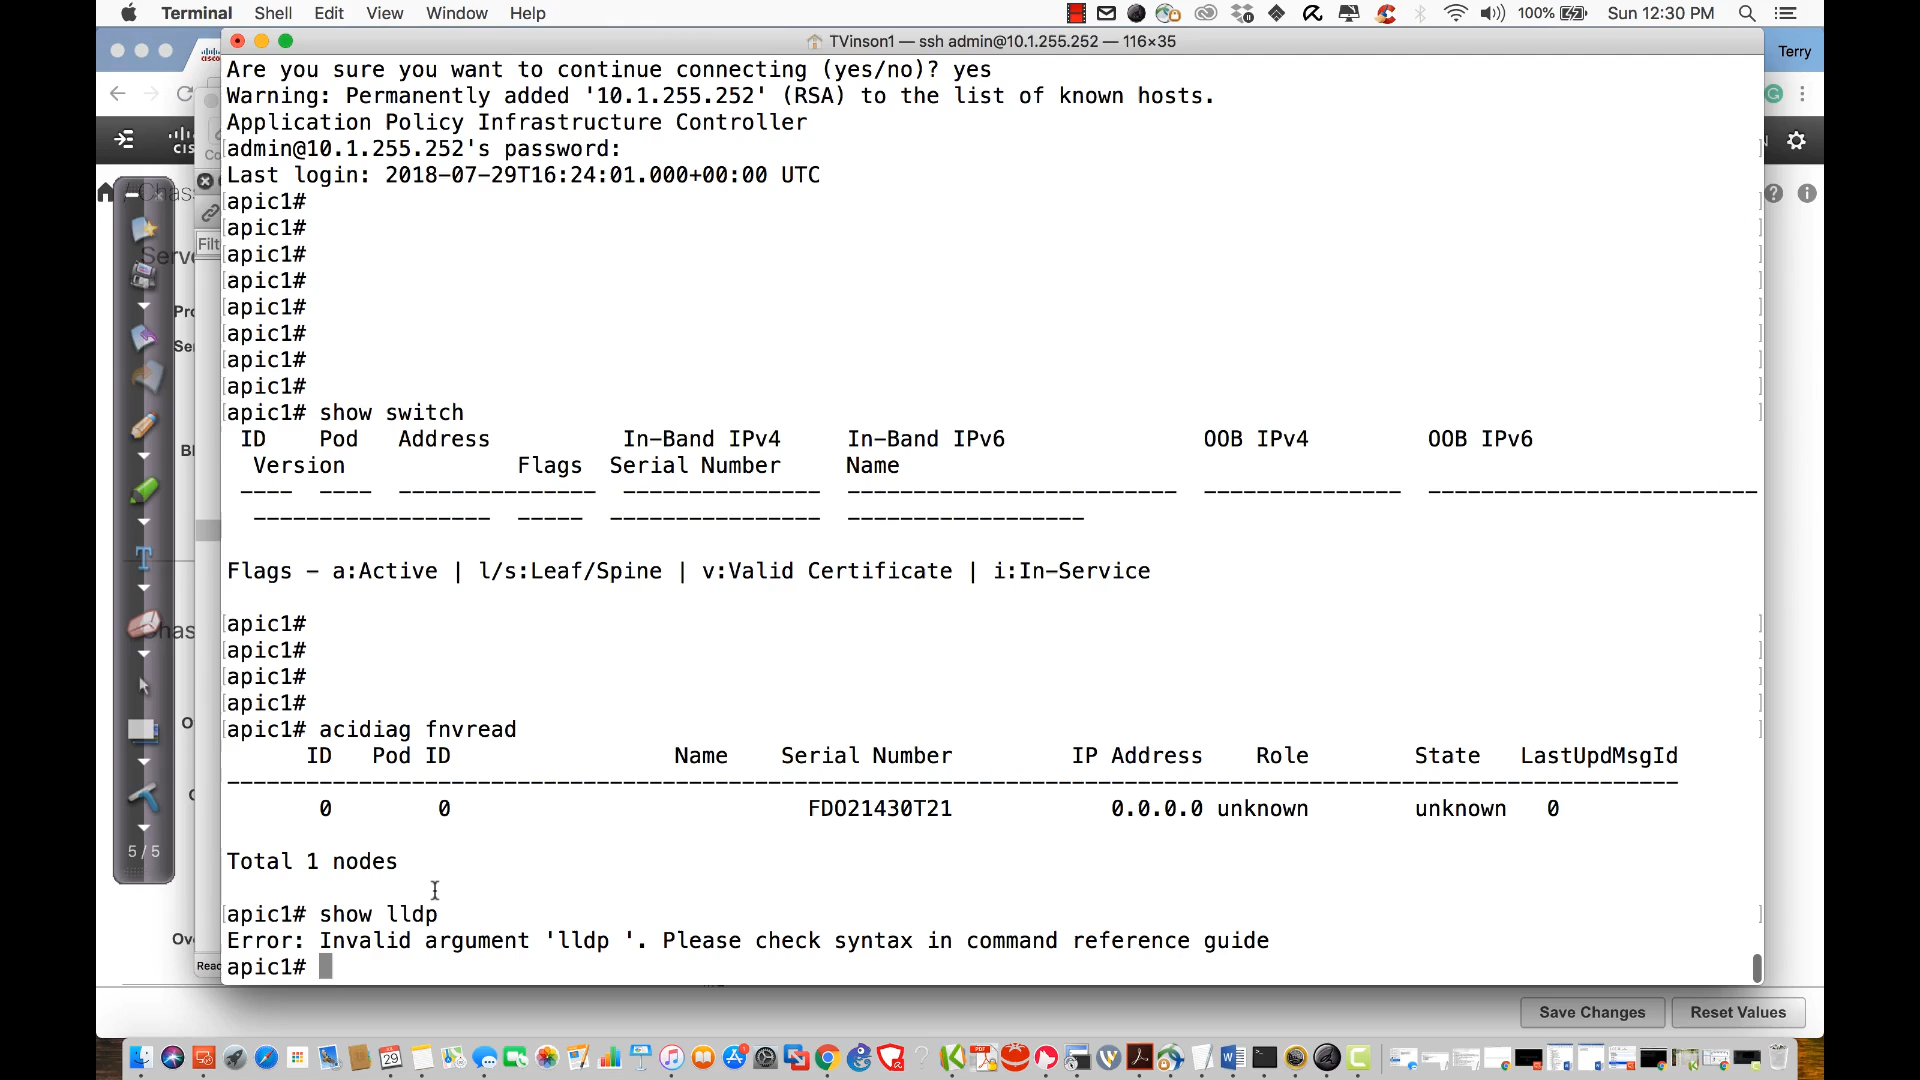 Terminal Shell Edit View Window Help 100% Sun 12:30 PM
TVinson1 — ssh admin@10.1.255.252 — 116×35
Terry
Are you sure you want to continue connecting (yes/no)? yes
Warning: Permanently added '10.1.255.252' (RSA) to the list of known hosts.
Application Policy Infrastructure Controller
admin@10.1.255.252's password:
Last login: 2018-07-29T16:24:01.000+00:00 UTC
apic1#
apic1#
apic1#
apic1#
apic1#
apic1#
apic1#
apic1#
apic1# show switch
ID Pod Address In-Band IPv4 In-Band IPv6 OOB IPv4 OOB IPv6
Version Flags Serial Number Name
---- ---- --------------- --------------- ------------------------- --------------- -------------------------
------------------ ----- ---------------- ------------------
Flags - a:Active | l/s:Leaf/Spine | v:Valid Certificate | i:In-Service
apic1#
apic1#
apic1#
apic1#
apic1# acidiag fnvread
ID Pod ID Name Serial Number IP Address Role State LastUpdMsgId
--------------------------------------------------------------------------------------------------------------
0 0 FDO21430T21 0.0.0.0 unknown unknown 0
Total 1 nodes
apic1# show lldp
Error: Invalid argument 'lldp '. Please check syntax in command reference guide
apic1#
5/5
Save Changes Reset Values